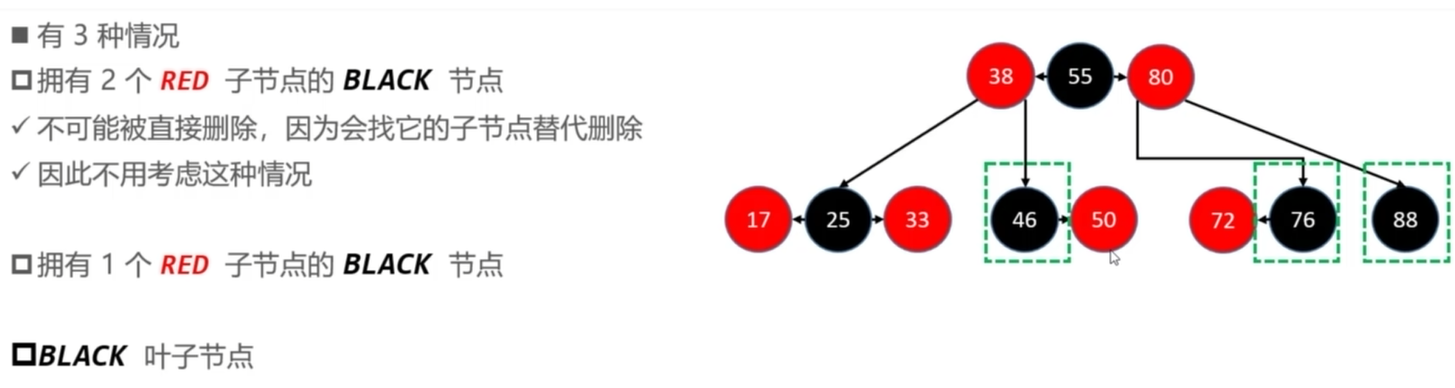 ■ 有 3 种情况
□拥有 2 个 RED 子节点的 BLACK 节点
✓ 不可能被直接删除，因为会找它的子节点替代删除
✓ 因此不用考虑这种情况
□拥有 1 个 RED 子节点的 BLACK 节点
□BLACK 叶子节点
38 55 80
17 25 33 46 50 72 76 88